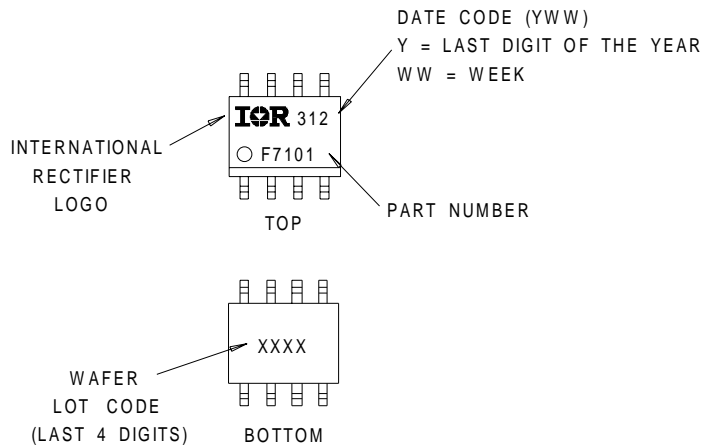 DATE CODE (YWW)
Y = LAST DIGIT OF THE YEAR
WW = WEEK
IOR 312
F7101
INTERNATIONAL
RECTIFIER
LOGO
PART NUMBER
TOP
XXXX
WAFER
LOT CODE
(LAST 4 DIGITS)
BOTTOM